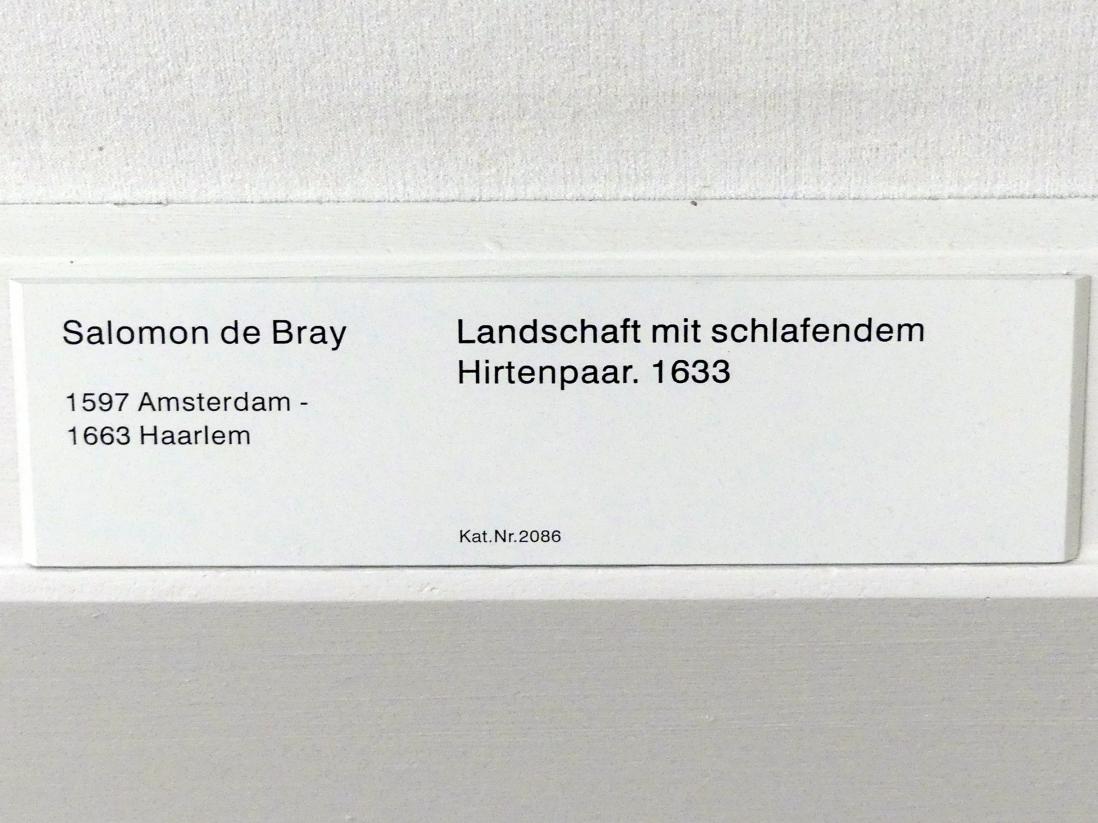 Salomon de Bray
1597 Amsterdam -
1663 Haarlem
Landschaft mit schlafendem
Hirtenpaar. 1633
Kat.Nr.2086